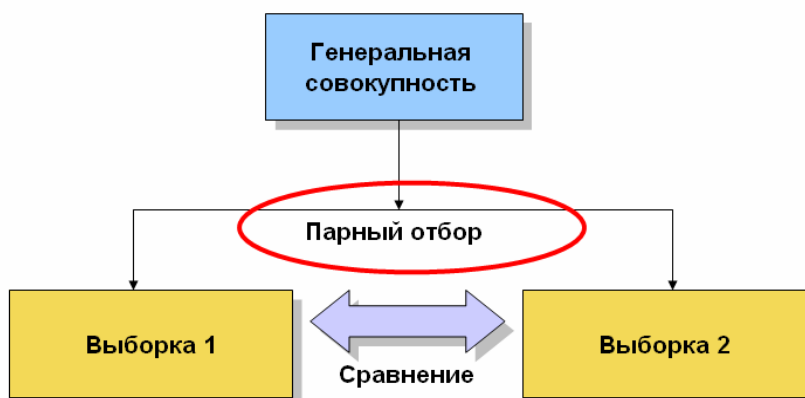 Генеральная
совокупность
Парный отбор
Выборка 1
Выборка 2
Сравнение